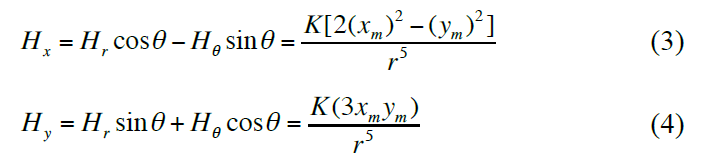 H_x = H_r cosθ − H_θ sinθ = K[2(x_m)^2 − (y_m)^2] / r^5 (3)
H_y = H_r sinθ + H_θ cosθ = K(3x_m y_m) / r^5 (4)